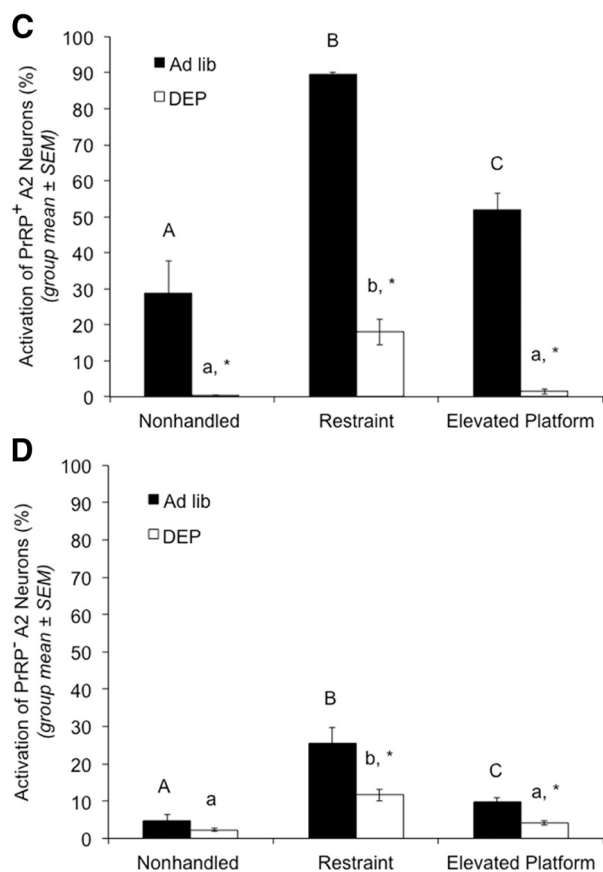 C
Activation of PrRP⁺ A2 Neurons (%)
(group mean ± SEM)
100
90
80
70
60
50
40
30
20
10
0
Ad lib
DEP
A
a, *
B
b, *
C
a, *
Nonhandled
Restraint
Elevated Platform
D
Activation of PrRP⁻ A2 Neurons (%)
(group mean ± SEM)
100
90
80
70
60
50
40
30
20
10
0
Ad lib
DEP
A
a
B
b, *
C
a, *
Nonhandled
Restraint
Elevated Platform